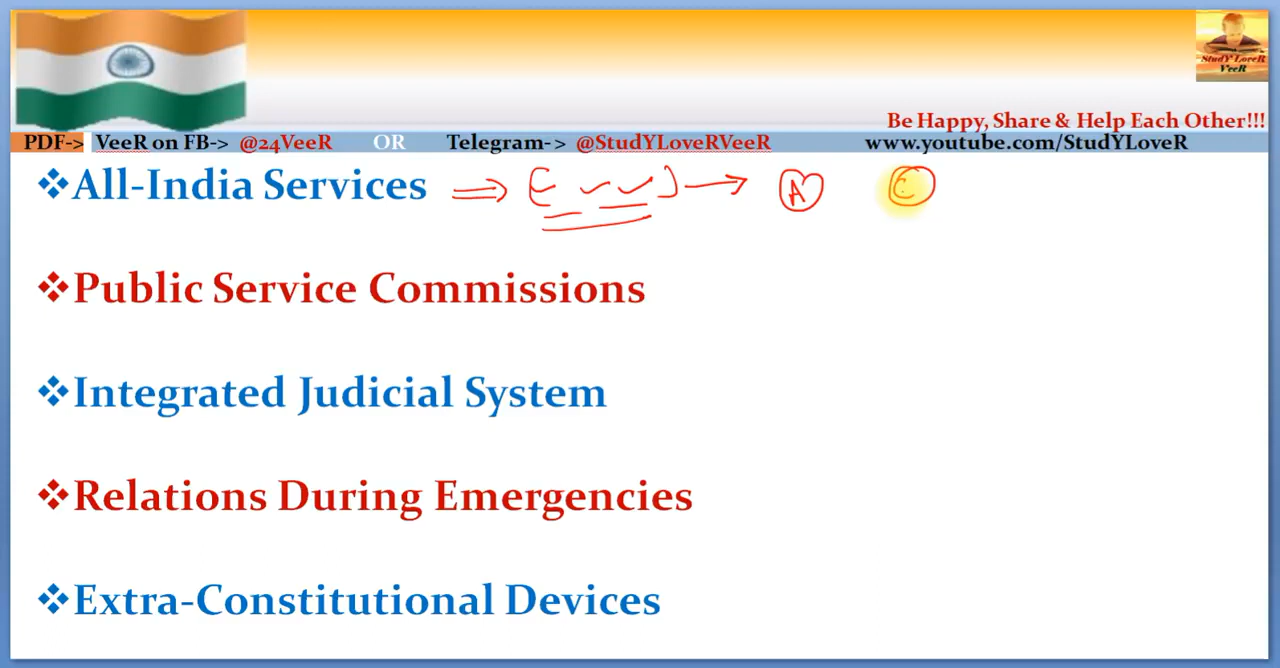 StudY LoveR
VeeR
Be Happy, Share & Help Each Other!!!
PDF-> VeeR on FB-> @24VeeR OR Telegram-> @StudYLoveRVeeR www.youtube.com/StudYLoveR
❖All-India Services ⇒ [ ✓ ✓ ] → A C
❖Public Service Commissions
❖Integrated Judicial System
❖Relations During Emergencies
❖Extra-Constitutional Devices